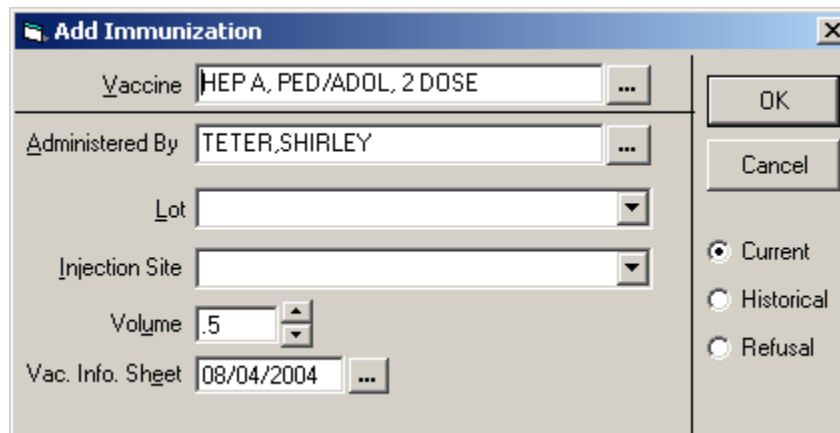 Add Immunization
Vaccine HEP A, PED/ADOL, 2 DOSE ...
OK
Administered By TETER,SHIRLEY ...
Cancel
Lot
Injection Site
Current
Historical
Volume .5
Refusal
Vac. Info. Sheet 08/04/2004 ...